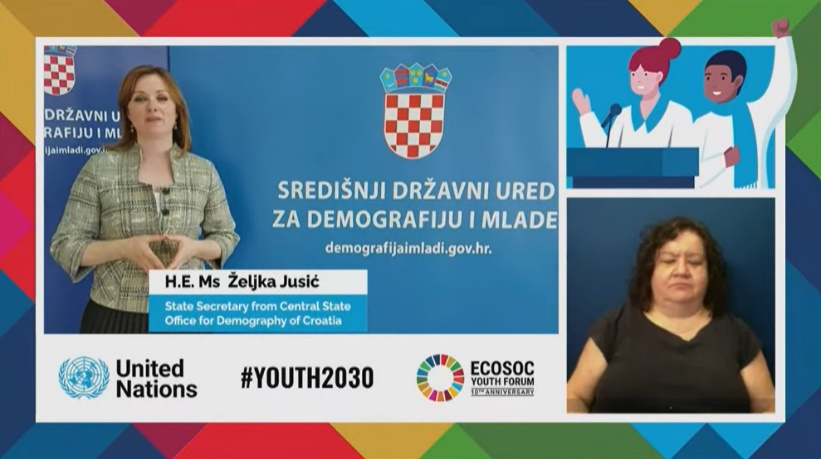 DRŽAVNI U
RAFIJU I ML
ijaimladi.gov.
SREDIŠNJI DRŽAVNI URED
ZA DEMOGRAFIJU I MLADE
demografijaimladi.gov.hr.
H.E. Ms Željka Jusić
State Secretary from Central State
Office for Demography of Croatia
United
Nations
#YOUTH2030
ECOSOC
YOUTH FORUM
10TH ANNIVERSARY